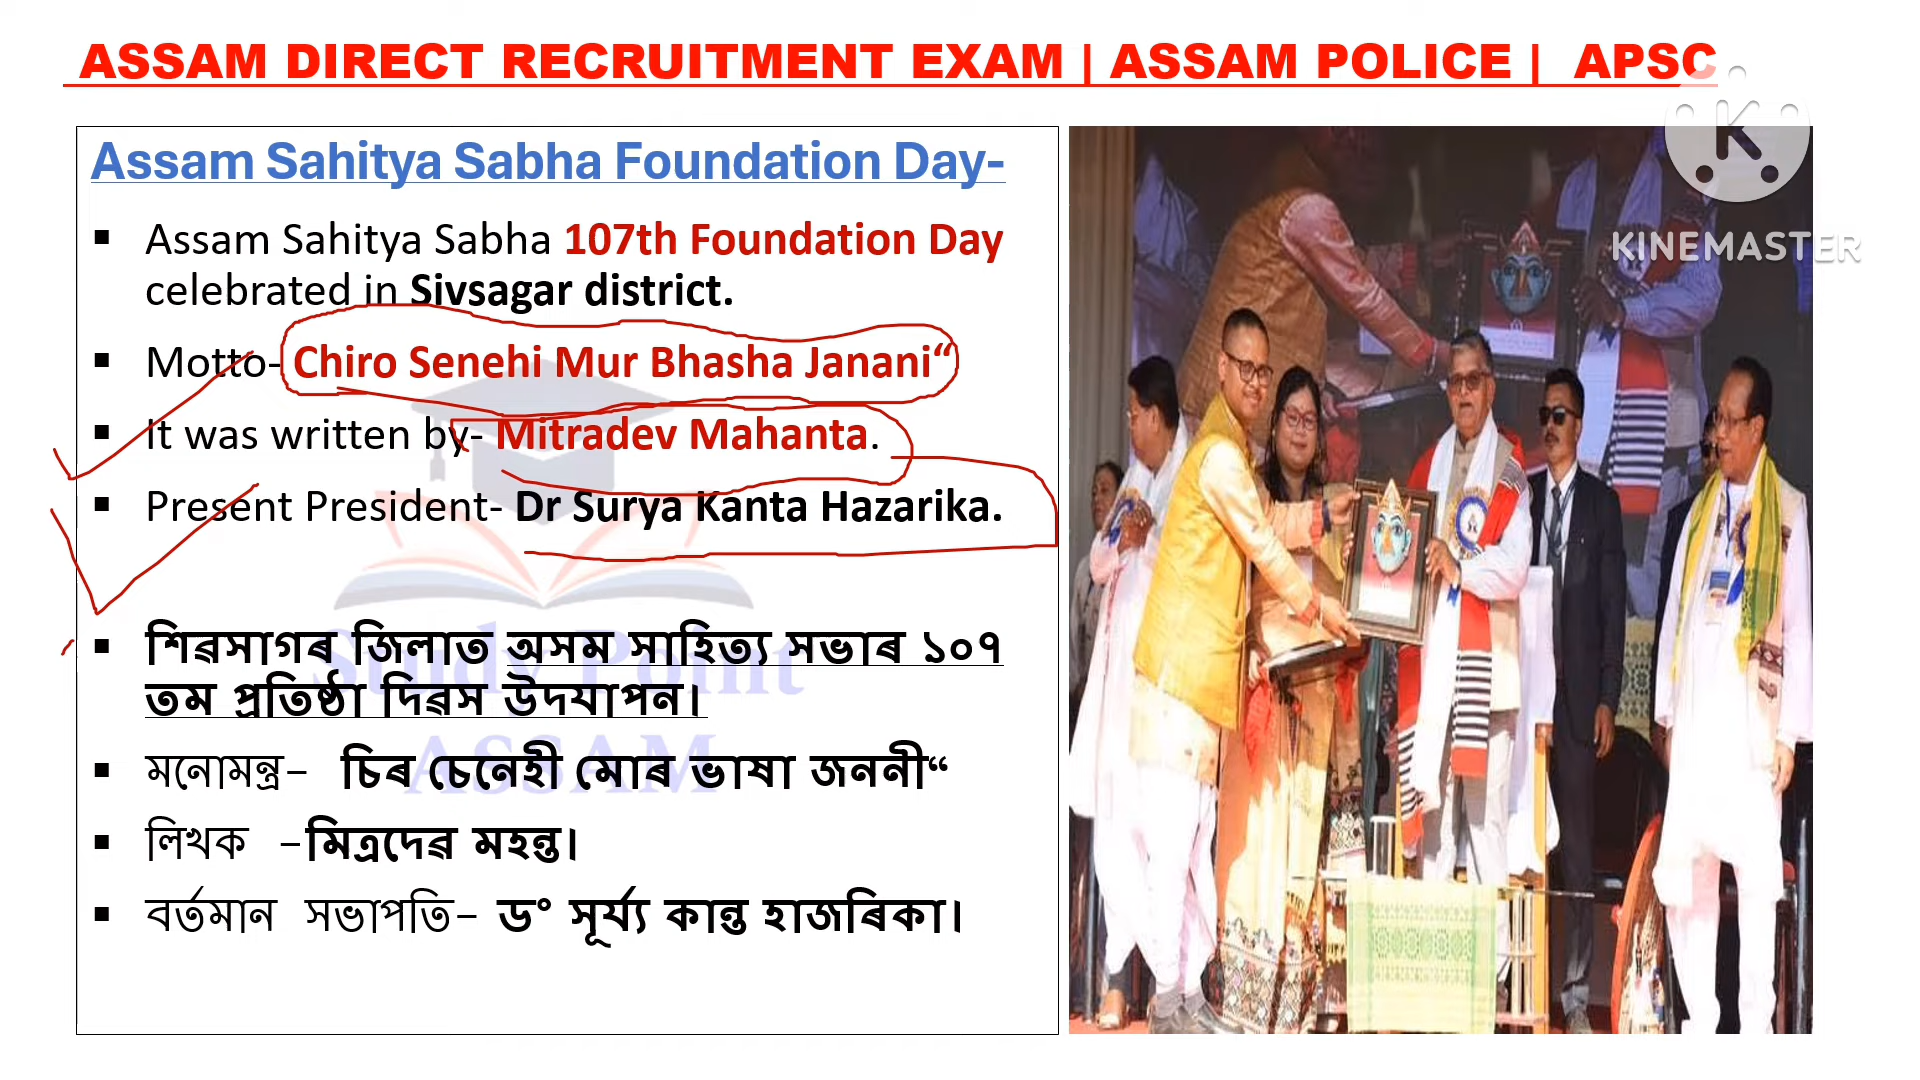 ASSAM DIRECT RECRUITMENT EXAM | ASSAM POLICE | APSC
Assam Sahitya Sabha Foundation Day-
▪ Assam Sahitya Sabha 107th Foundation Day
celebrated in Sivsagar district.
▪ Motto- Chiro Senehi Mur Bhasha Janani“
▪ It was written by- Mitradev Mahanta.
▪ Present President- Dr Surya Kanta Hazarika.
▪ শিৱসাগৰ জিলাত অসম সাহিত্য সভাৰ ১০৭
তম প্ৰতিষ্ঠা দিৱস উদযাপন।
▪ মনোমন্ত্ৰ– চিৰ চেনেহী মোৰ ভাষা জননী“
▪ লিখক –মিত্ৰদেৱ মহন্ত।
▪ বৰ্তমান সভাপতি– ড° সূৰ্য্য কান্ত হাজৰিকা।
Study Point
ASSAM
K
KINEMASTER